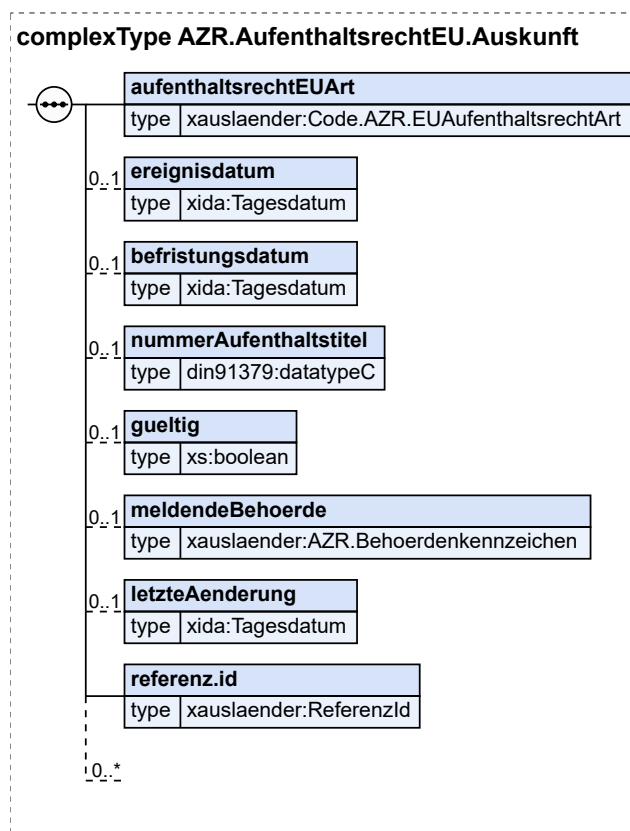 complexType AZR.AufenthaltsrechtEU.Auskunft
aufenthaltsrechtEUArt
type xauslaender:Code.AZR.EUAufenthaltsrechtArt
0..1 ereignisdatum
type xida:Tagesdatum
0..1 befristungsdatum
type xida:Tagesdatum
0..1 nummerAufenthaltstitel
type din91379:datatypeC
0..1 gueltig
type xs:boolean
0..1 meldendeBehoerde
type xauslaender:AZR.Behoerdenkennzeichen
0..1 letzteAenderung
type xida:Tagesdatum
referenz.id
type xauslaender:ReferenzId
0..*